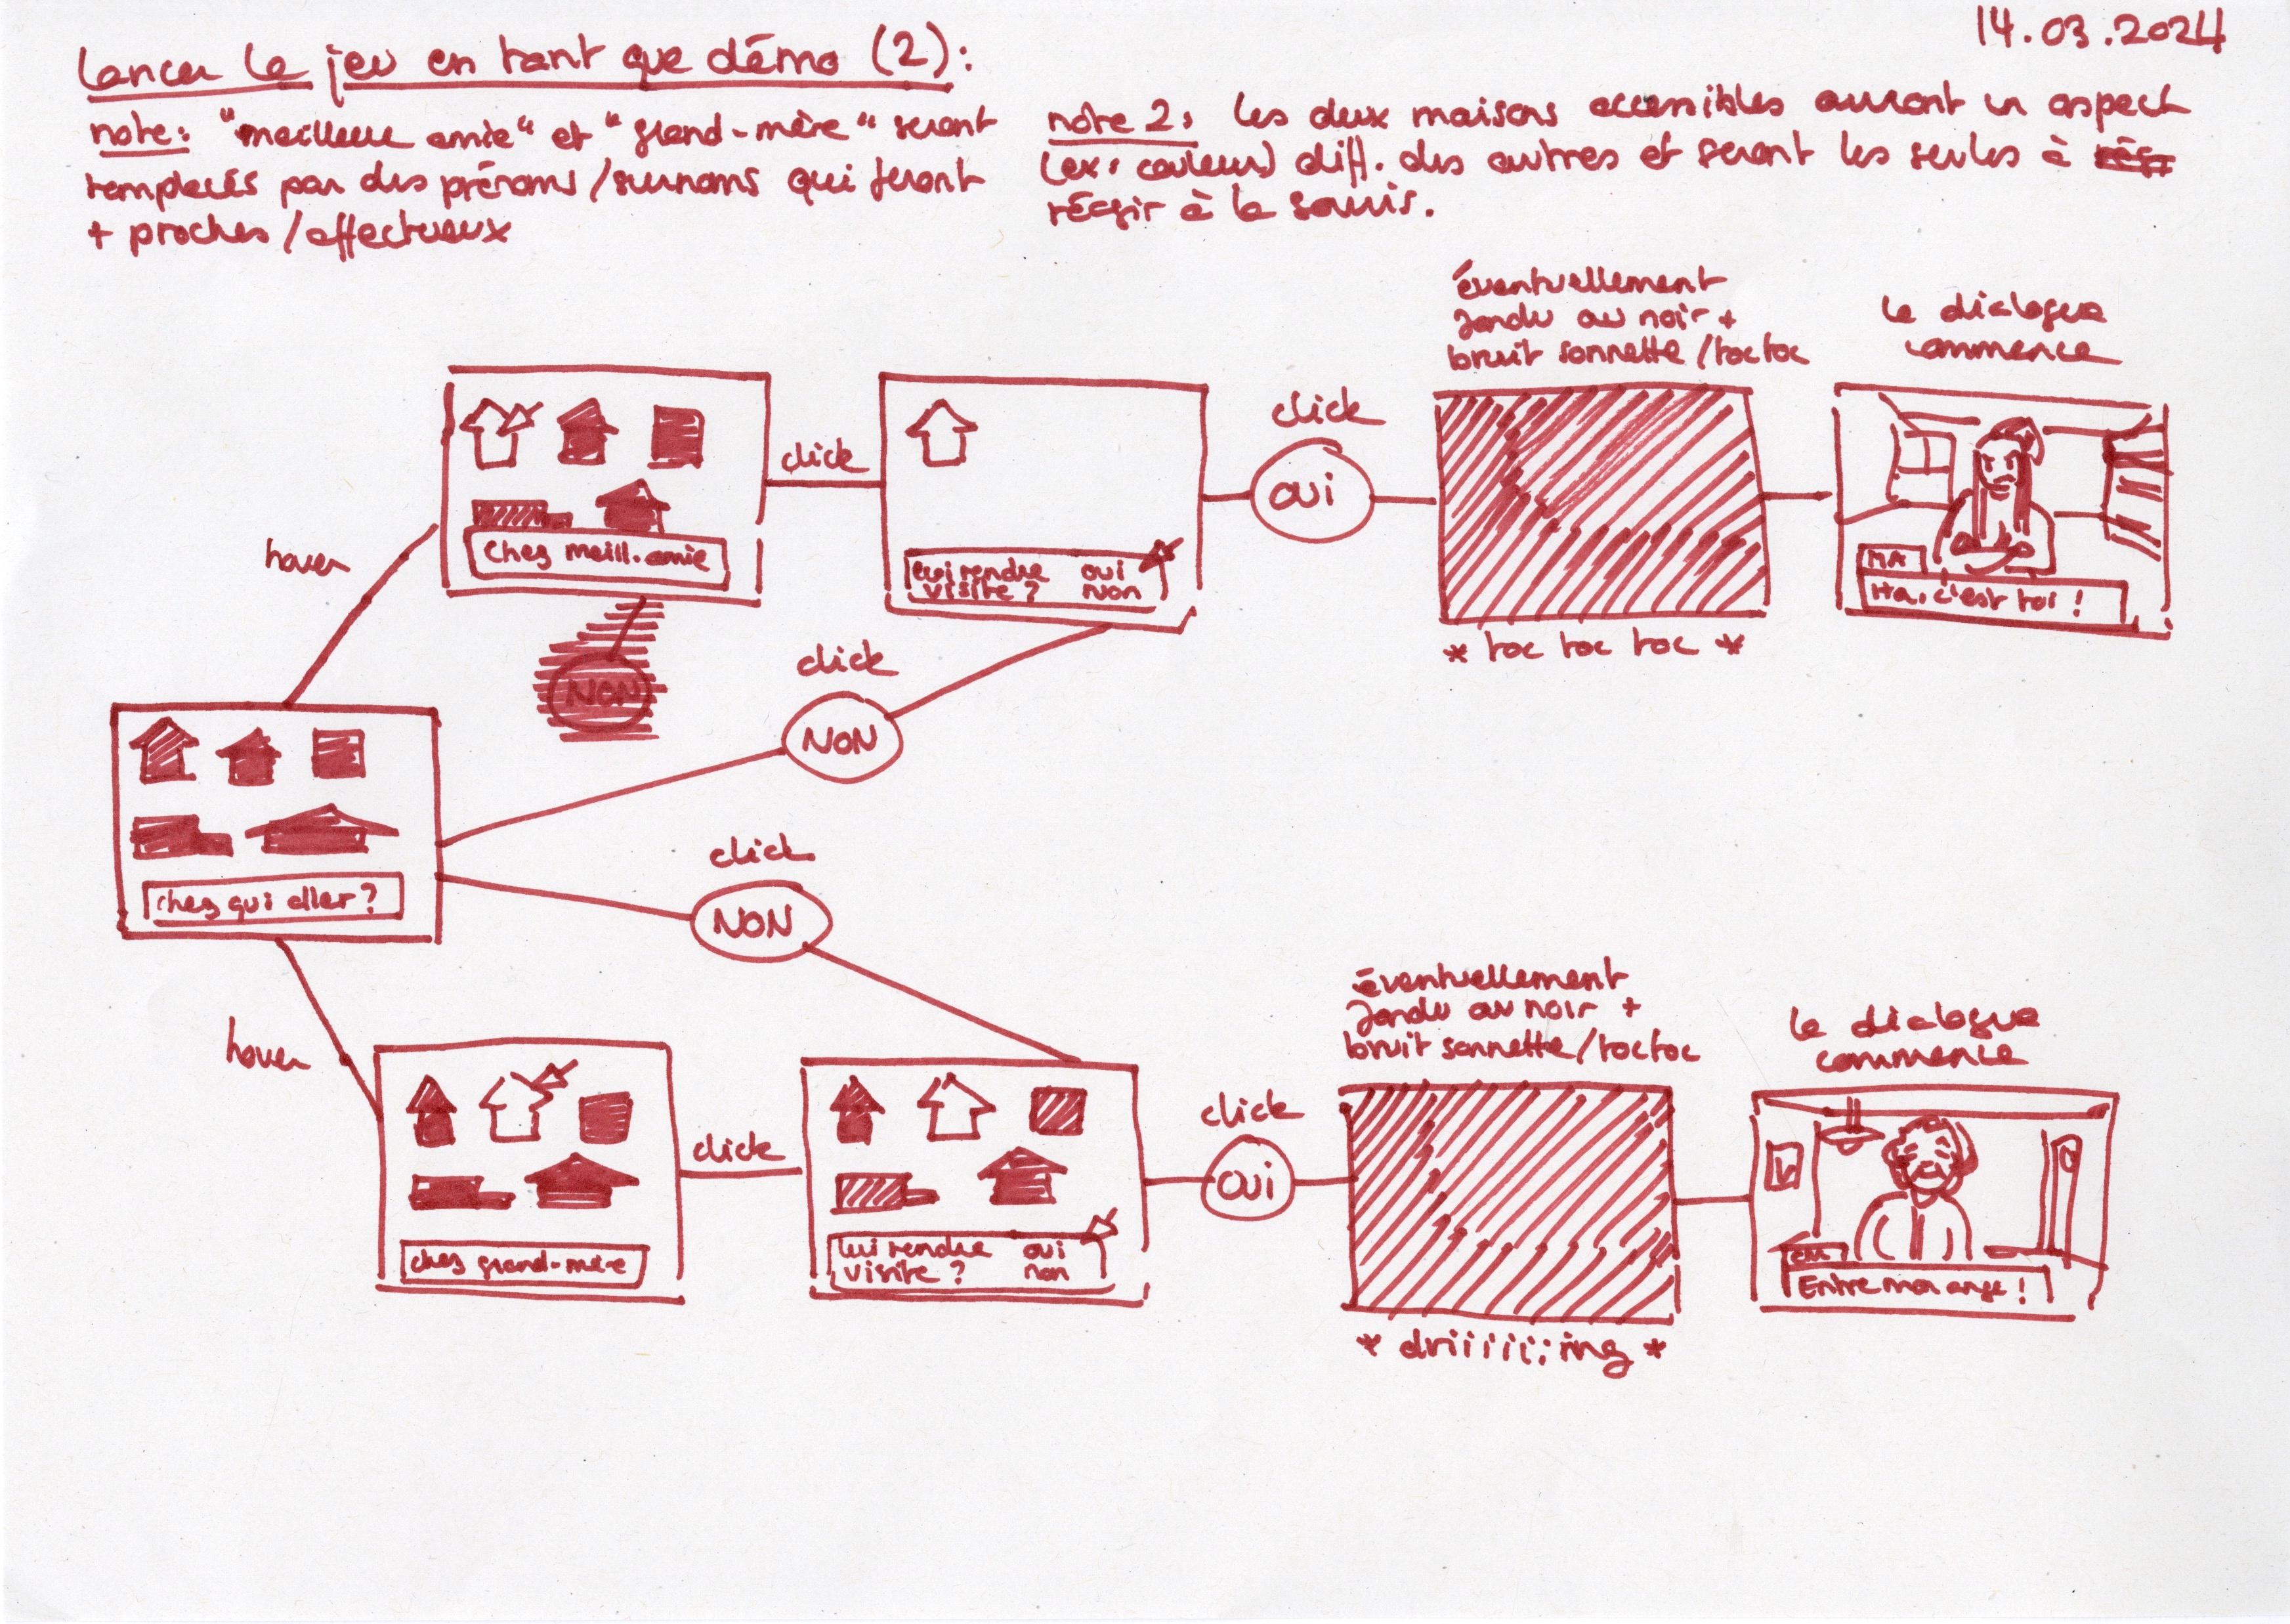 14.03.2024
Lancer le jeu en tant que démo (2):
note: "meilleure amie" et "grand-mère" seront
remplacés par des prénoms/surnoms qui feront
+ proches/affectueux
note 2: les deux maisons accessibles auront un aspect
(ex: couleur) diff. des autres et seront les seules à
réagir à la souris.
éventuellement
fondu au noir +
bruit sonnette/toctoc
le dialogue
commence
hover
Chez meill. amie
click
lui rendre oui
visite ? non
click
OUI
* toc toc toc *
MA
Ha, c'est toi !
NON
click
NON
chez qui aller ?
click
NON
hover
chez grand-mère
click
lui rendre oui
visite ? non
click
OUI
éventuellement
fondu au noir +
bruit sonnette/toctoc
* driiiiiing *
le dialogue
commence
GM
Entre mon ange !